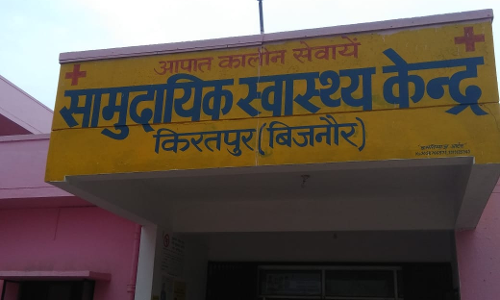 आपात कालीन सेवायें
सामुदायिक स्वास्थ्य केन्द्र
किरतपुर (बिजनौर)